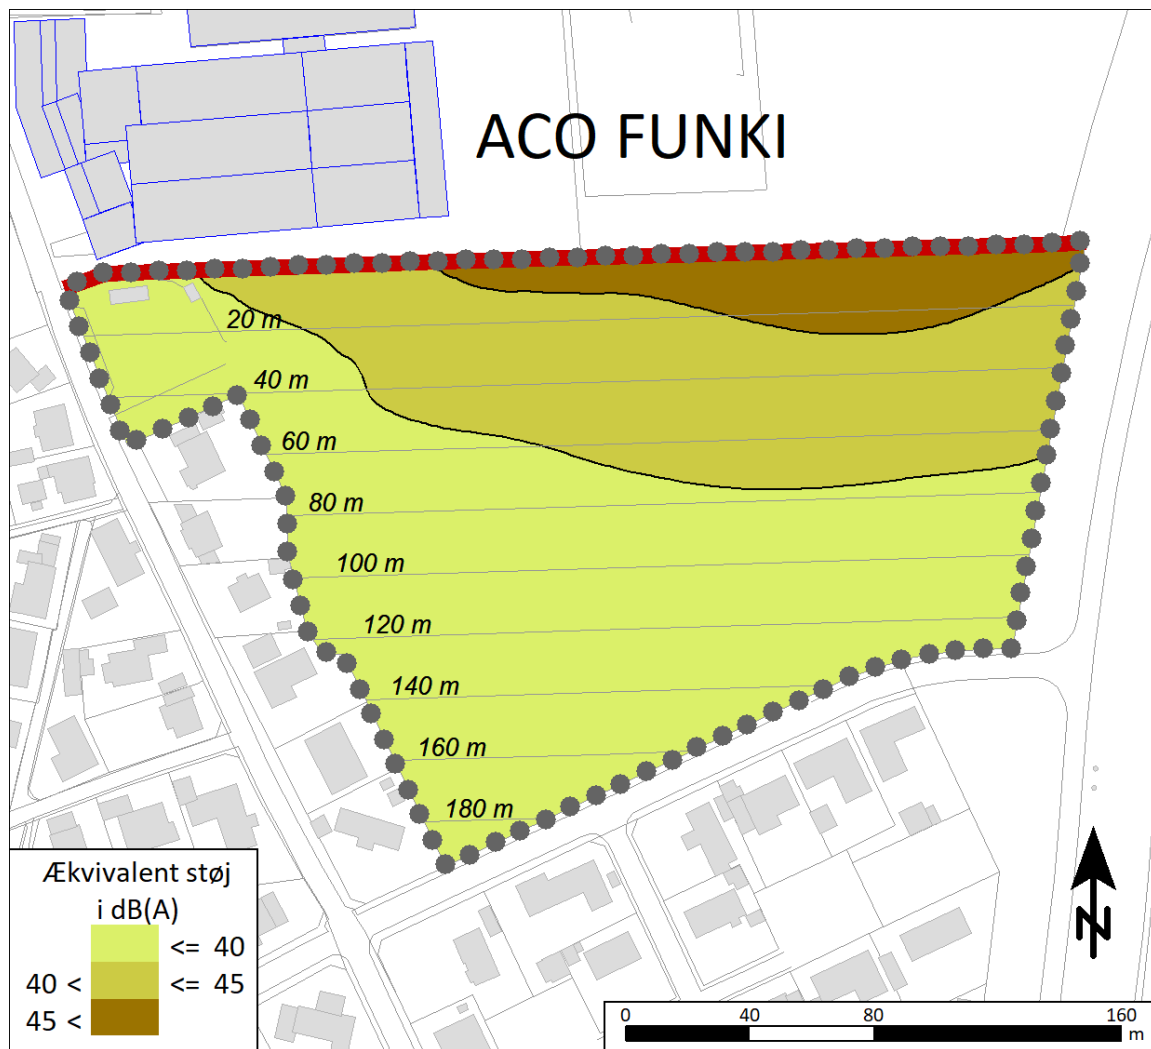 ACO FUNKI
20 m
40 m
60 m
80 m
100 m
120 m
140 m
160 m
180 m
Ækvivalent støj
i dB(A)
<= 40
40 < <= 45
45 <
N
0 40 80 160
m